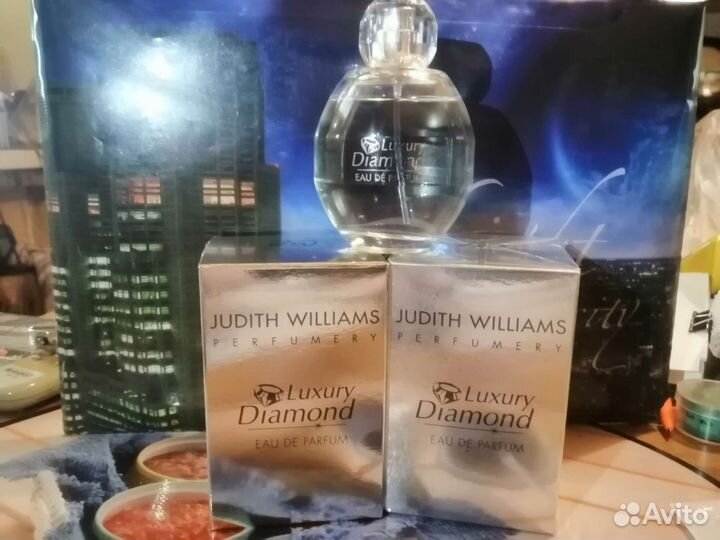 Luxury
Diamond
EAU DE PARFUM
JUDITH WILLIAMS
PERFUMERY
Luxury
Diamond
EAU DE PARFUM
JUDITH WILLIAMS
PERFUMERY
Luxury
Diamond
EAU DE PARFUM
Avito